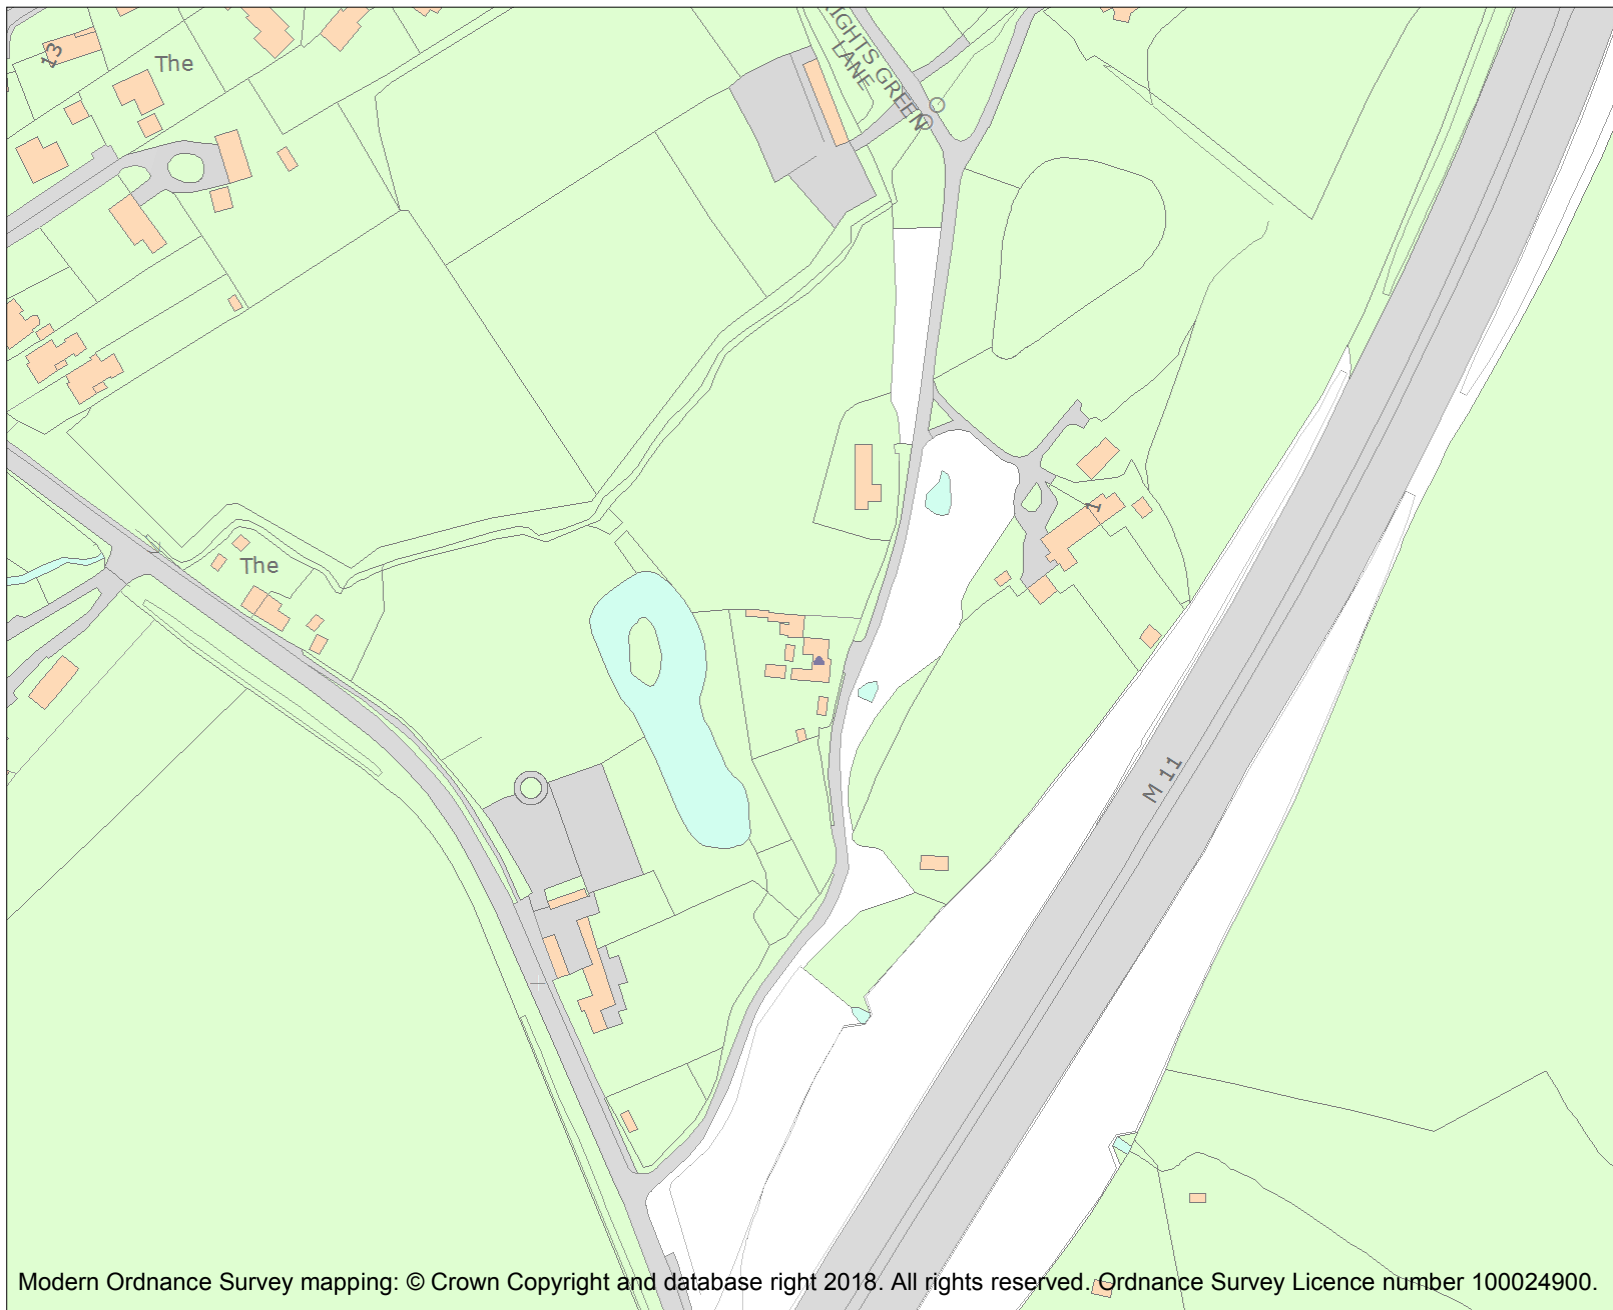 13
The
IGHTS GREEN
LANE
1
The
M 11
Modern Ordnance Survey mapping: © Crown Copyright and database right 2018. All rights reserved. Ordnance Survey Licence number 100024900.